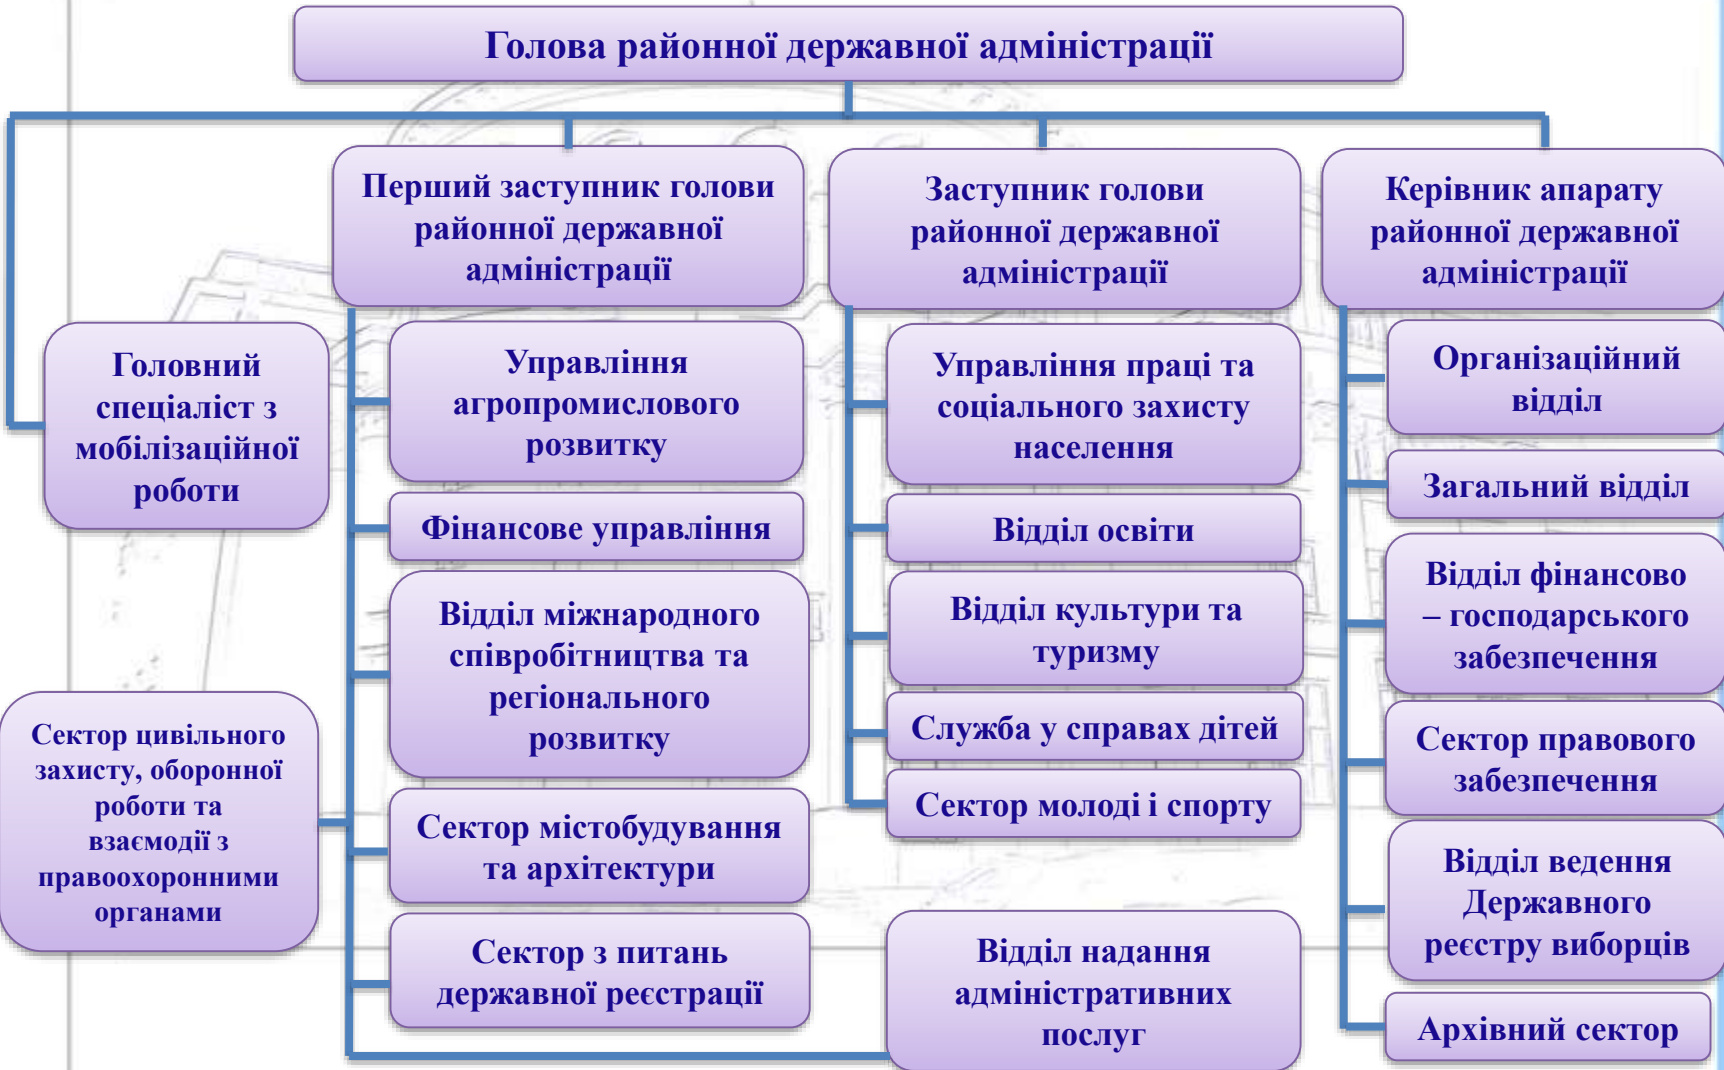 Голова районної державної адміністрації
Перший заступник голови
районної державної
адміністрації
Заступник голови
районної державної
адміністрації
Керівник апарату
районної державної
адміністрації
Головний
спеціаліст з
мобілізаційної
роботи
Сектор цивільного
захисту, оборонної
роботи та
взаємодії з
правоохоронними
органами
Управління
агропромислового
розвитку
Фінансове управління
Відділ міжнародного
співробітництва та
регіонального
розвитку
Сектор містобудування
та архітектури
Сектор з питань
державної реєстрації
Управління праці та
соціального захисту
населення
Відділ освіти
Відділ культури та
туризму
Служба у справах дітей
Сектор молоді і спорту
Відділ надання
адміністративних
послуг
Організаційний
відділ
Загальний відділ
Відділ фінансово
– господарського
забезпечення
Сектор правового
забезпечення
Відділ ведення
Державного
реєстру виборців
Архівний сектор